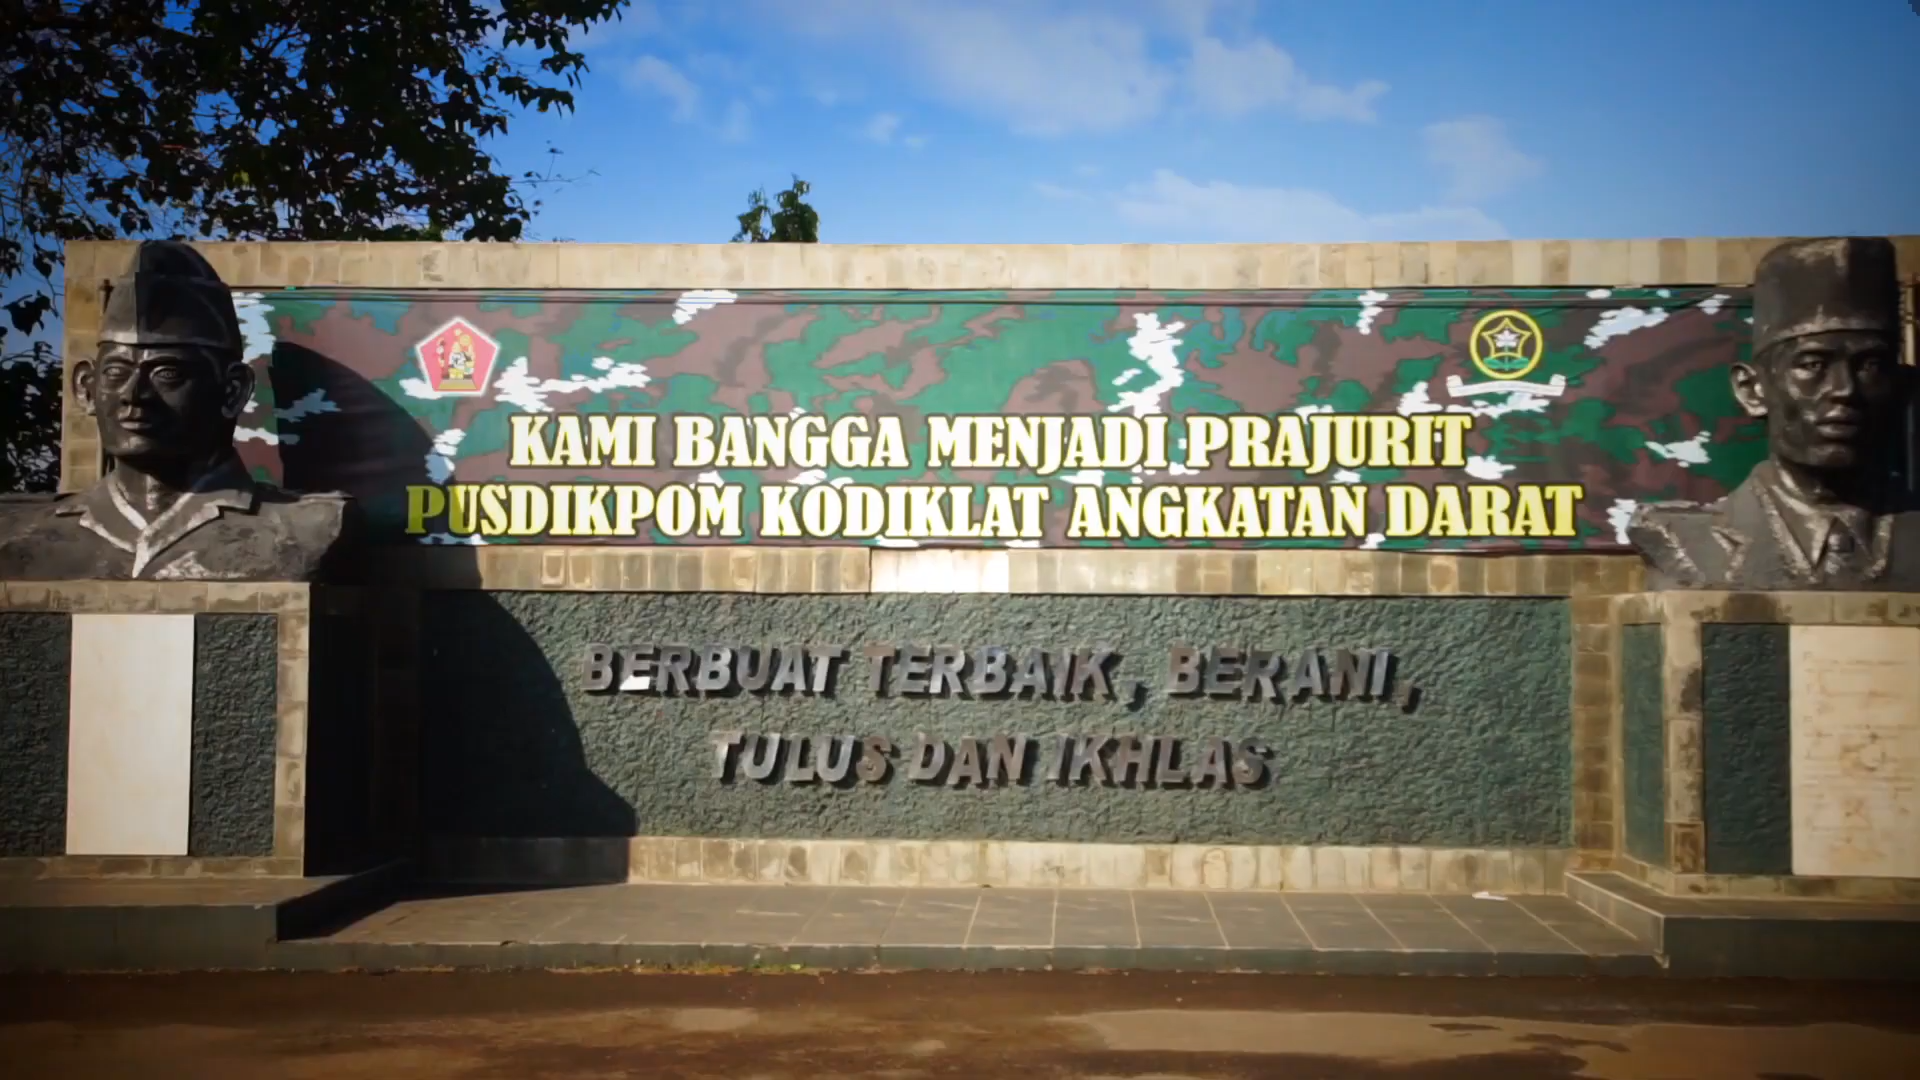 KAMI BANGGA MENJADI PRAJURIT
PUSDIKPOM KODIKLAT ANGKATAN DARAT
BERBUAT TERBAIK, BERANI,
TULUS DAN IKHLAS